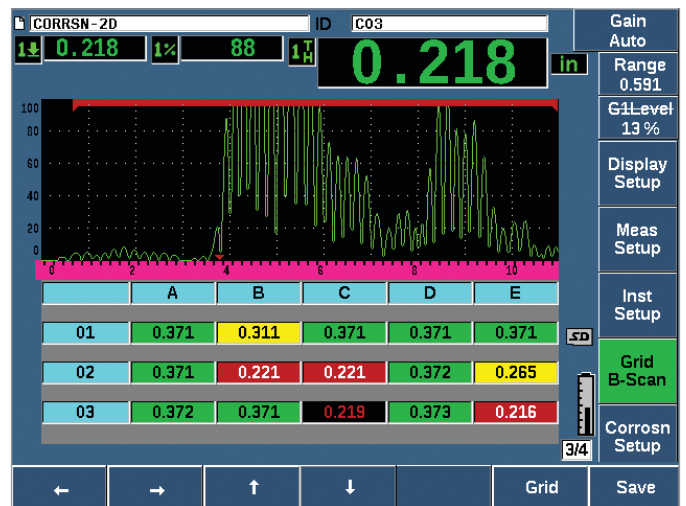 CORRSN-2D ID C03 Gain
Auto
1 0.218 1% 88 1 T H 0.218 in
Range
0.591
G1Level
13 %
Display
Setup
Meas
Setup
Inst
Setup
Grid
B-Scan
Corrosn
Setup
100
80
60
40
20
0
0 2 4 6 8 10
A B C D E
01 0.371 0.311 0.371 0.371 0.371 SD
02 0.371 0.221 0.221 0.372 0.265
03 0.372 0.371 0.219 0.373 0.216
3/4
← → ↑ ↓ Grid Save